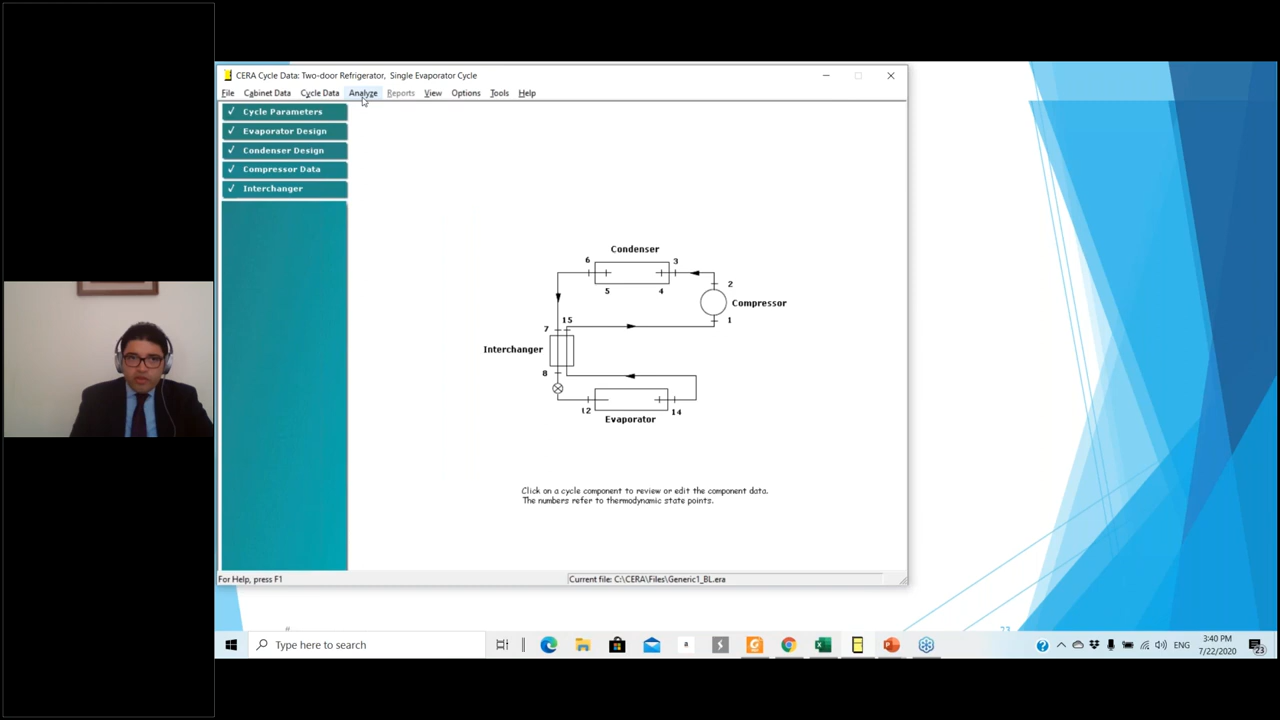 CERA Cycle Data: Two-door Refrigerator,  Single Evaporator Cycle
File Cabinet Data Cycle Data Analyze Reports View Options Tools Help
✓ Cycle Parameters
✓ Evaporator Design
✓ Condenser Design
✓ Compressor Data
✓ Interchanger
Condenser
6 3
5 4
2
Compressor
1
15
7
Interchanger
8
12 14
Evaporator
Click on a cycle component to review or edit the component data.
The numbers refer to thermodynamic state points.
For Help, press F1
Current file: C:\CERA\Files\Generic1_BL.era
23
Type here to search
a
ENG
3:40 PM
7/22/2020
23